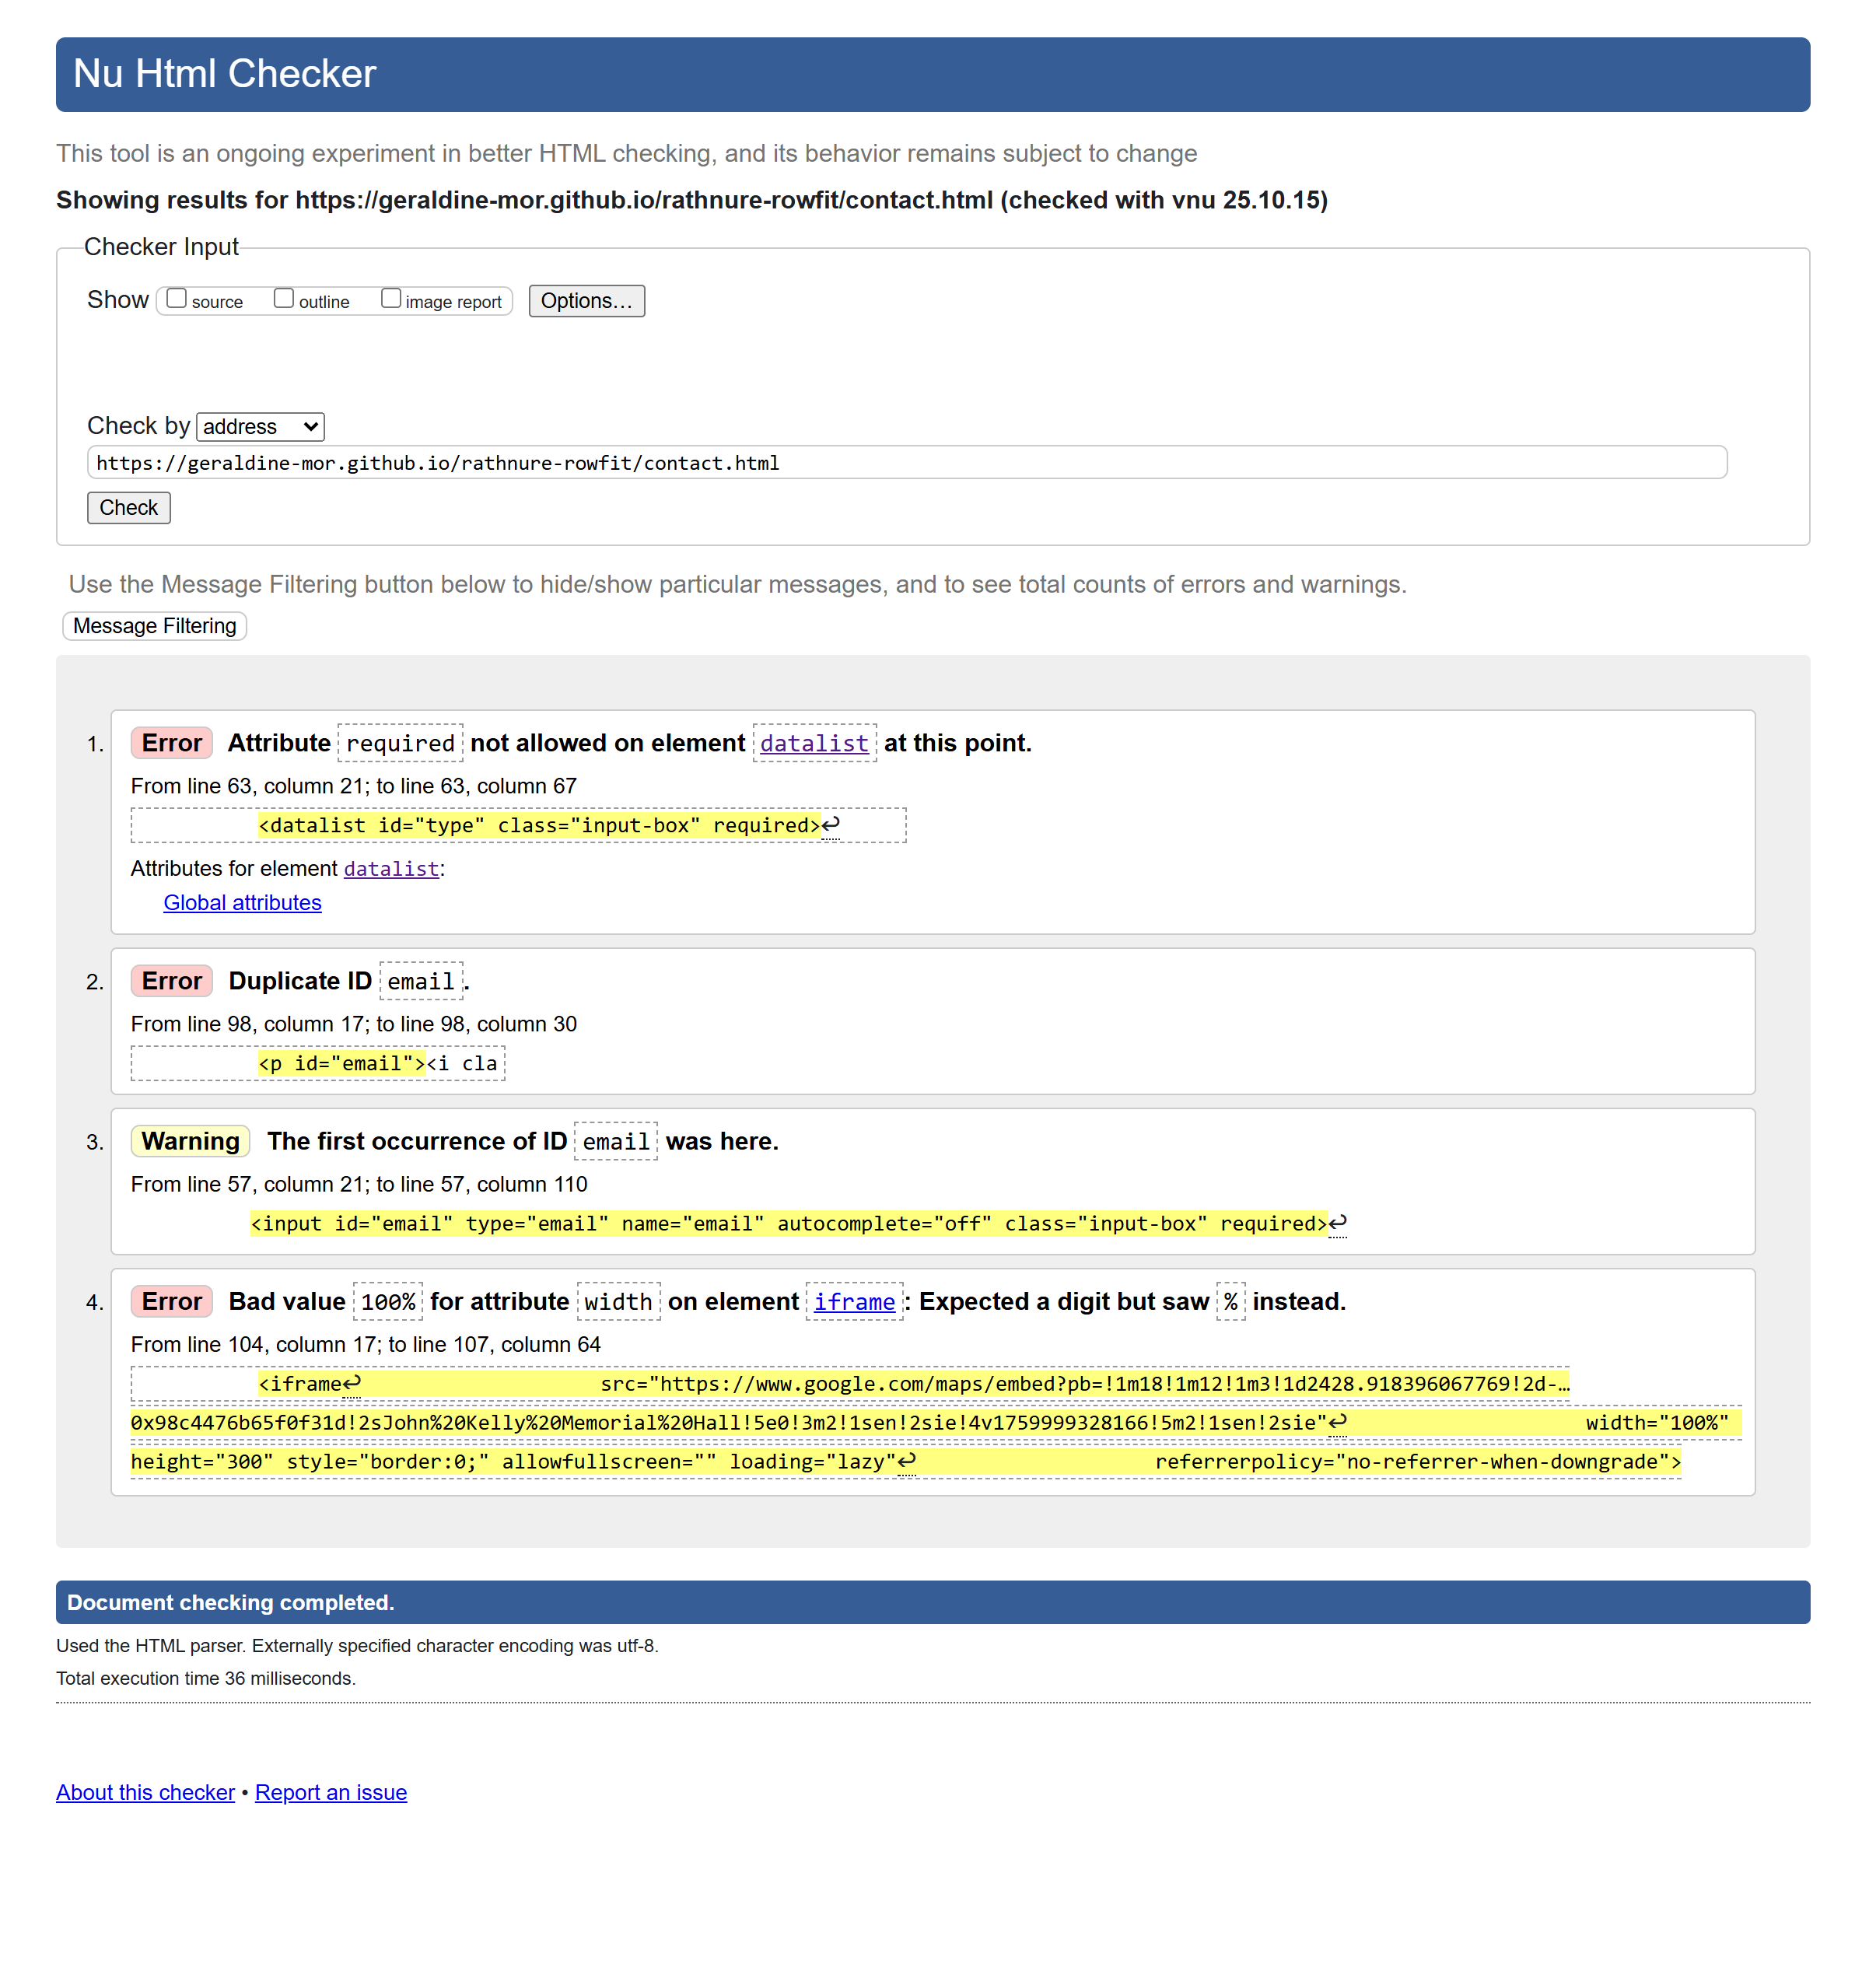 Nu Html Checker
This tool is an ongoing experiment in better HTML checking, and its behavior remains subject to change
Showing results for https://geraldine-mor.github.io/rathnure-rowfit/contact.html (checked with vnu 25.10.15)
Checker Input
Show source outline image report Options…
Check by address
https://geraldine-mor.github.io/rathnure-rowfit/contact.html
Check
Use the Message Filtering button below to hide/show particular messages, and to see total counts of errors and warnings.
Message Filtering
1. Error Attribute required not allowed on element datalist at this point.
From line 63, column 21; to line 63, column 67
<datalist id="type" class="input-box" required>↩
Attributes for element datalist:
Global attributes
2. Error Duplicate ID email.
From line 98, column 17; to line 98, column 30
<p id="email"><i cla
3. Warning The first occurrence of ID email was here.
From line 57, column 21; to line 57, column 110
<input id="email" type="email" name="email" autocomplete="off" class="input-box" required>↩
4. Error Bad value 100% for attribute width on element iframe: Expected a digit but saw % instead.
From line 104, column 17; to line 107, column 64
<iframe↩ src="https://www.google.com/maps/embed?pb=!1m18!1m12!1m3!1d2428.918396067769!2d-…
0x98c4476b65f0f31d!2sJohn%20Kelly%20Memorial%20Hall!5e0!3m2!1sen!2sie!4v1759999328166!5m2!1sen!2sie"↩ width="100%"
height="300" style="border:0;" allowfullscreen="" loading="lazy"↩ referrerpolicy="no-referrer-when-downgrade">
Document checking completed.
Used the HTML parser. Externally specified character encoding was utf-8.
Total execution time 36 milliseconds.
About this checker • Report an issue